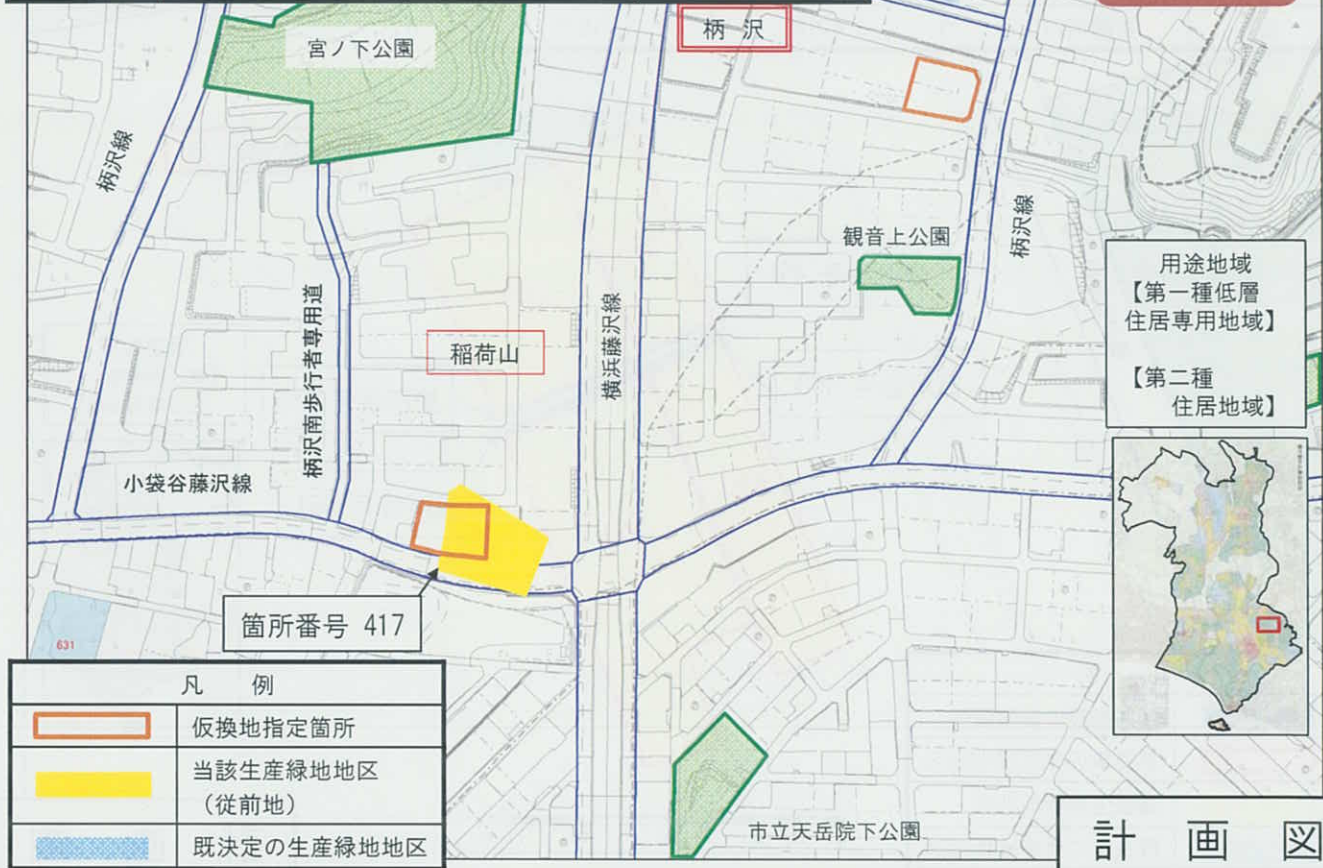 宮ノ下公園
柄 沢
柄沢線
観音上公園
柄沢線
用途地域
【第一種低層
住居専用地域】
【第二種
住居地域】
稲荷山
横浜藤沢線
柄沢南歩行者専用道
小袋谷藤沢線
箇所番号 417
631
凡 例
仮換地指定箇所
当該生産緑地地区
(従前地)
既決定の生産緑地地区
市立天岳院下公園
計 画 図